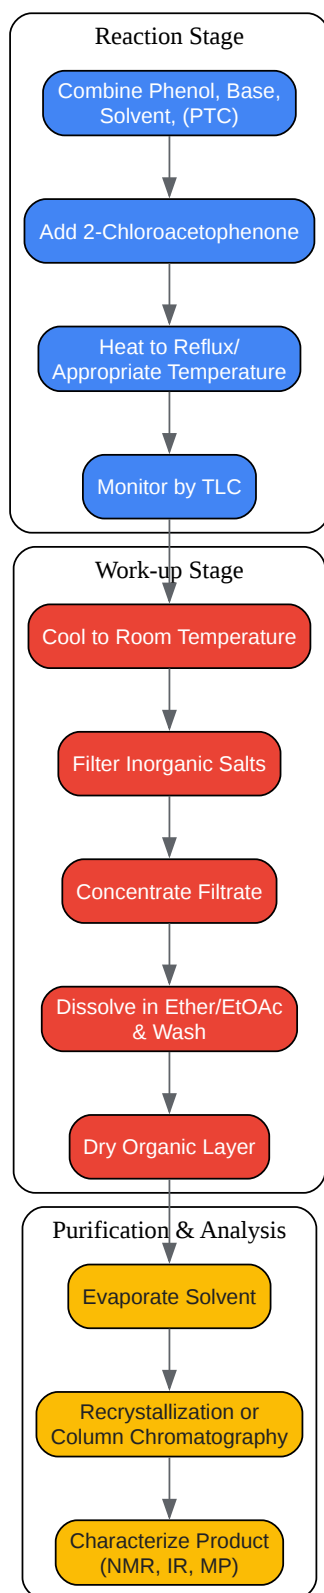 Reaction Stage
Combine Phenol, Base,
Solvent, (PTC)
Add 2-Chloroacetophenone
Heat to Reflux/
Appropriate Temperature
Monitor by TLC
Work-up Stage
Cool to Room Temperature
Filter Inorganic Salts
Concentrate Filtrate
Dissolve in Ether/EtOAc
& Wash
Dry Organic Layer
Purification & Analysis
Evaporate Solvent
Recrystallization or
Column Chromatography
Characterize Product
(NMR, IR, MP)